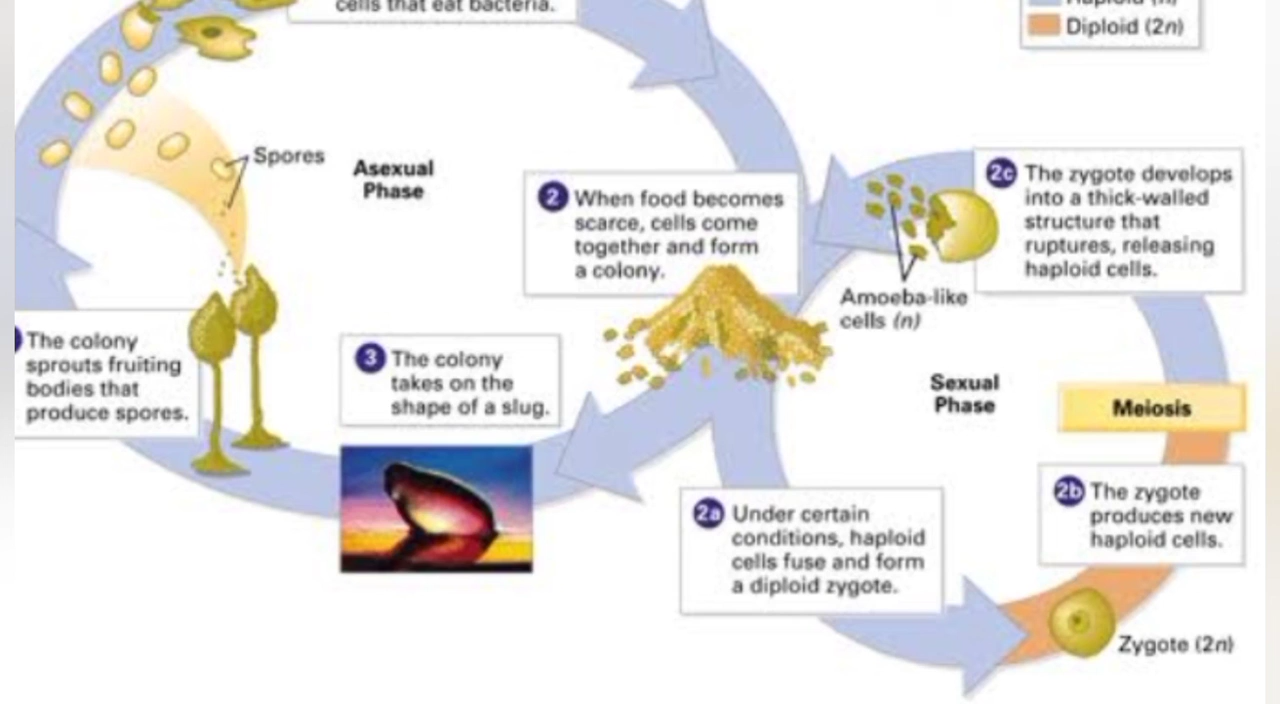 cells that eat bacteria.
Haploid (n)
Diploid (2n)
Spores
Asexual
Phase
2 When food becomes
scarce, cells come
together and form
a colony.
2c The zygote develops
into a thick-walled
structure that
ruptures, releasing
haploid cells.
Amoeba-like
cells (n)
The colony
sprouts fruiting
bodies that
produce spores.
3 The colony
takes on the
shape of a slug.
Sexual
Phase
Meiosis
2b The zygote
produces new
haploid cells.
2a Under certain
conditions, haploid
cells fuse and form
a diploid zygote.
Zygote (2n)